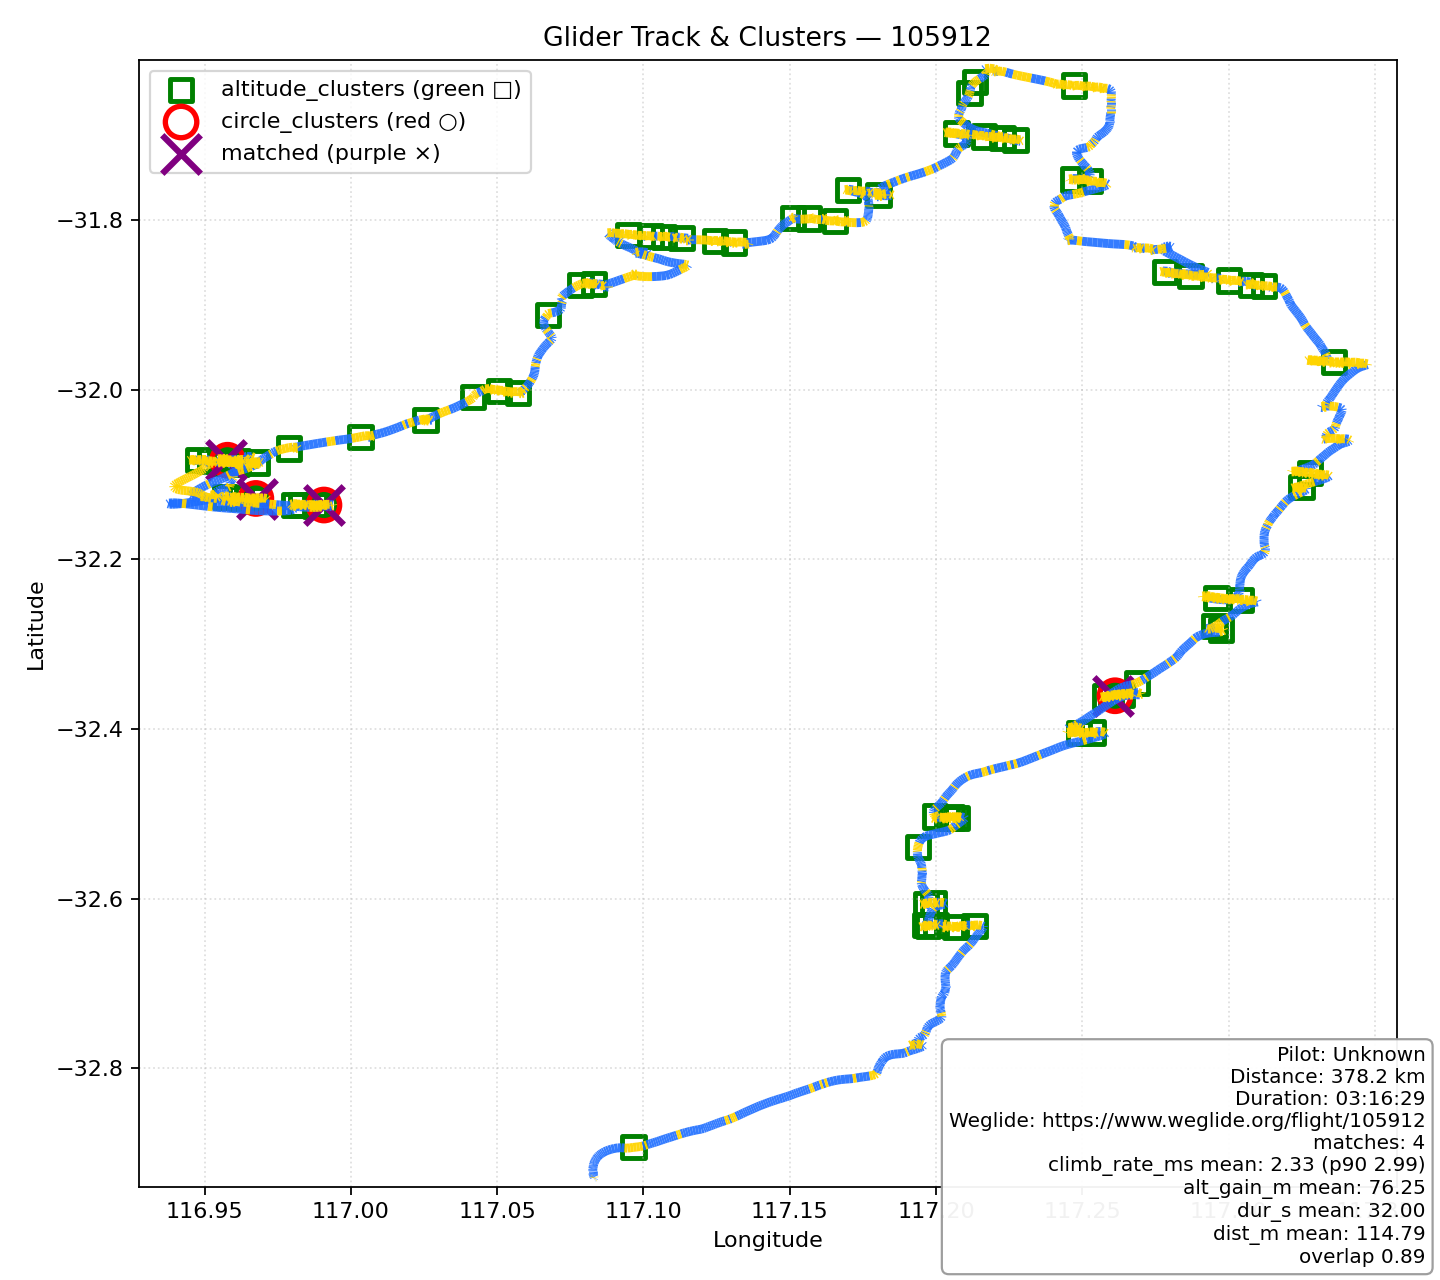 Glider Track & Clusters — 105912
altitude_clusters (green □)
circle_clusters (red ○)
matched (purple ×)
−31.8
−32.0
−32.2
−32.4
−32.6
−32.8
Latitude
116.95
117.00
117.05
117.10
117.15
117.20
117.25
Longitude
Pilot: Unknown
Distance: 378.2 km
Duration: 03:16:29
Weglide: https://www.weglide.org/flight/105912
matches: 4
climb_rate_ms mean: 2.33 (p90 2.99)
alt_gain_m mean: 76.25
dur_s mean: 32.00
dist_m mean: 114.79
overlap 0.89